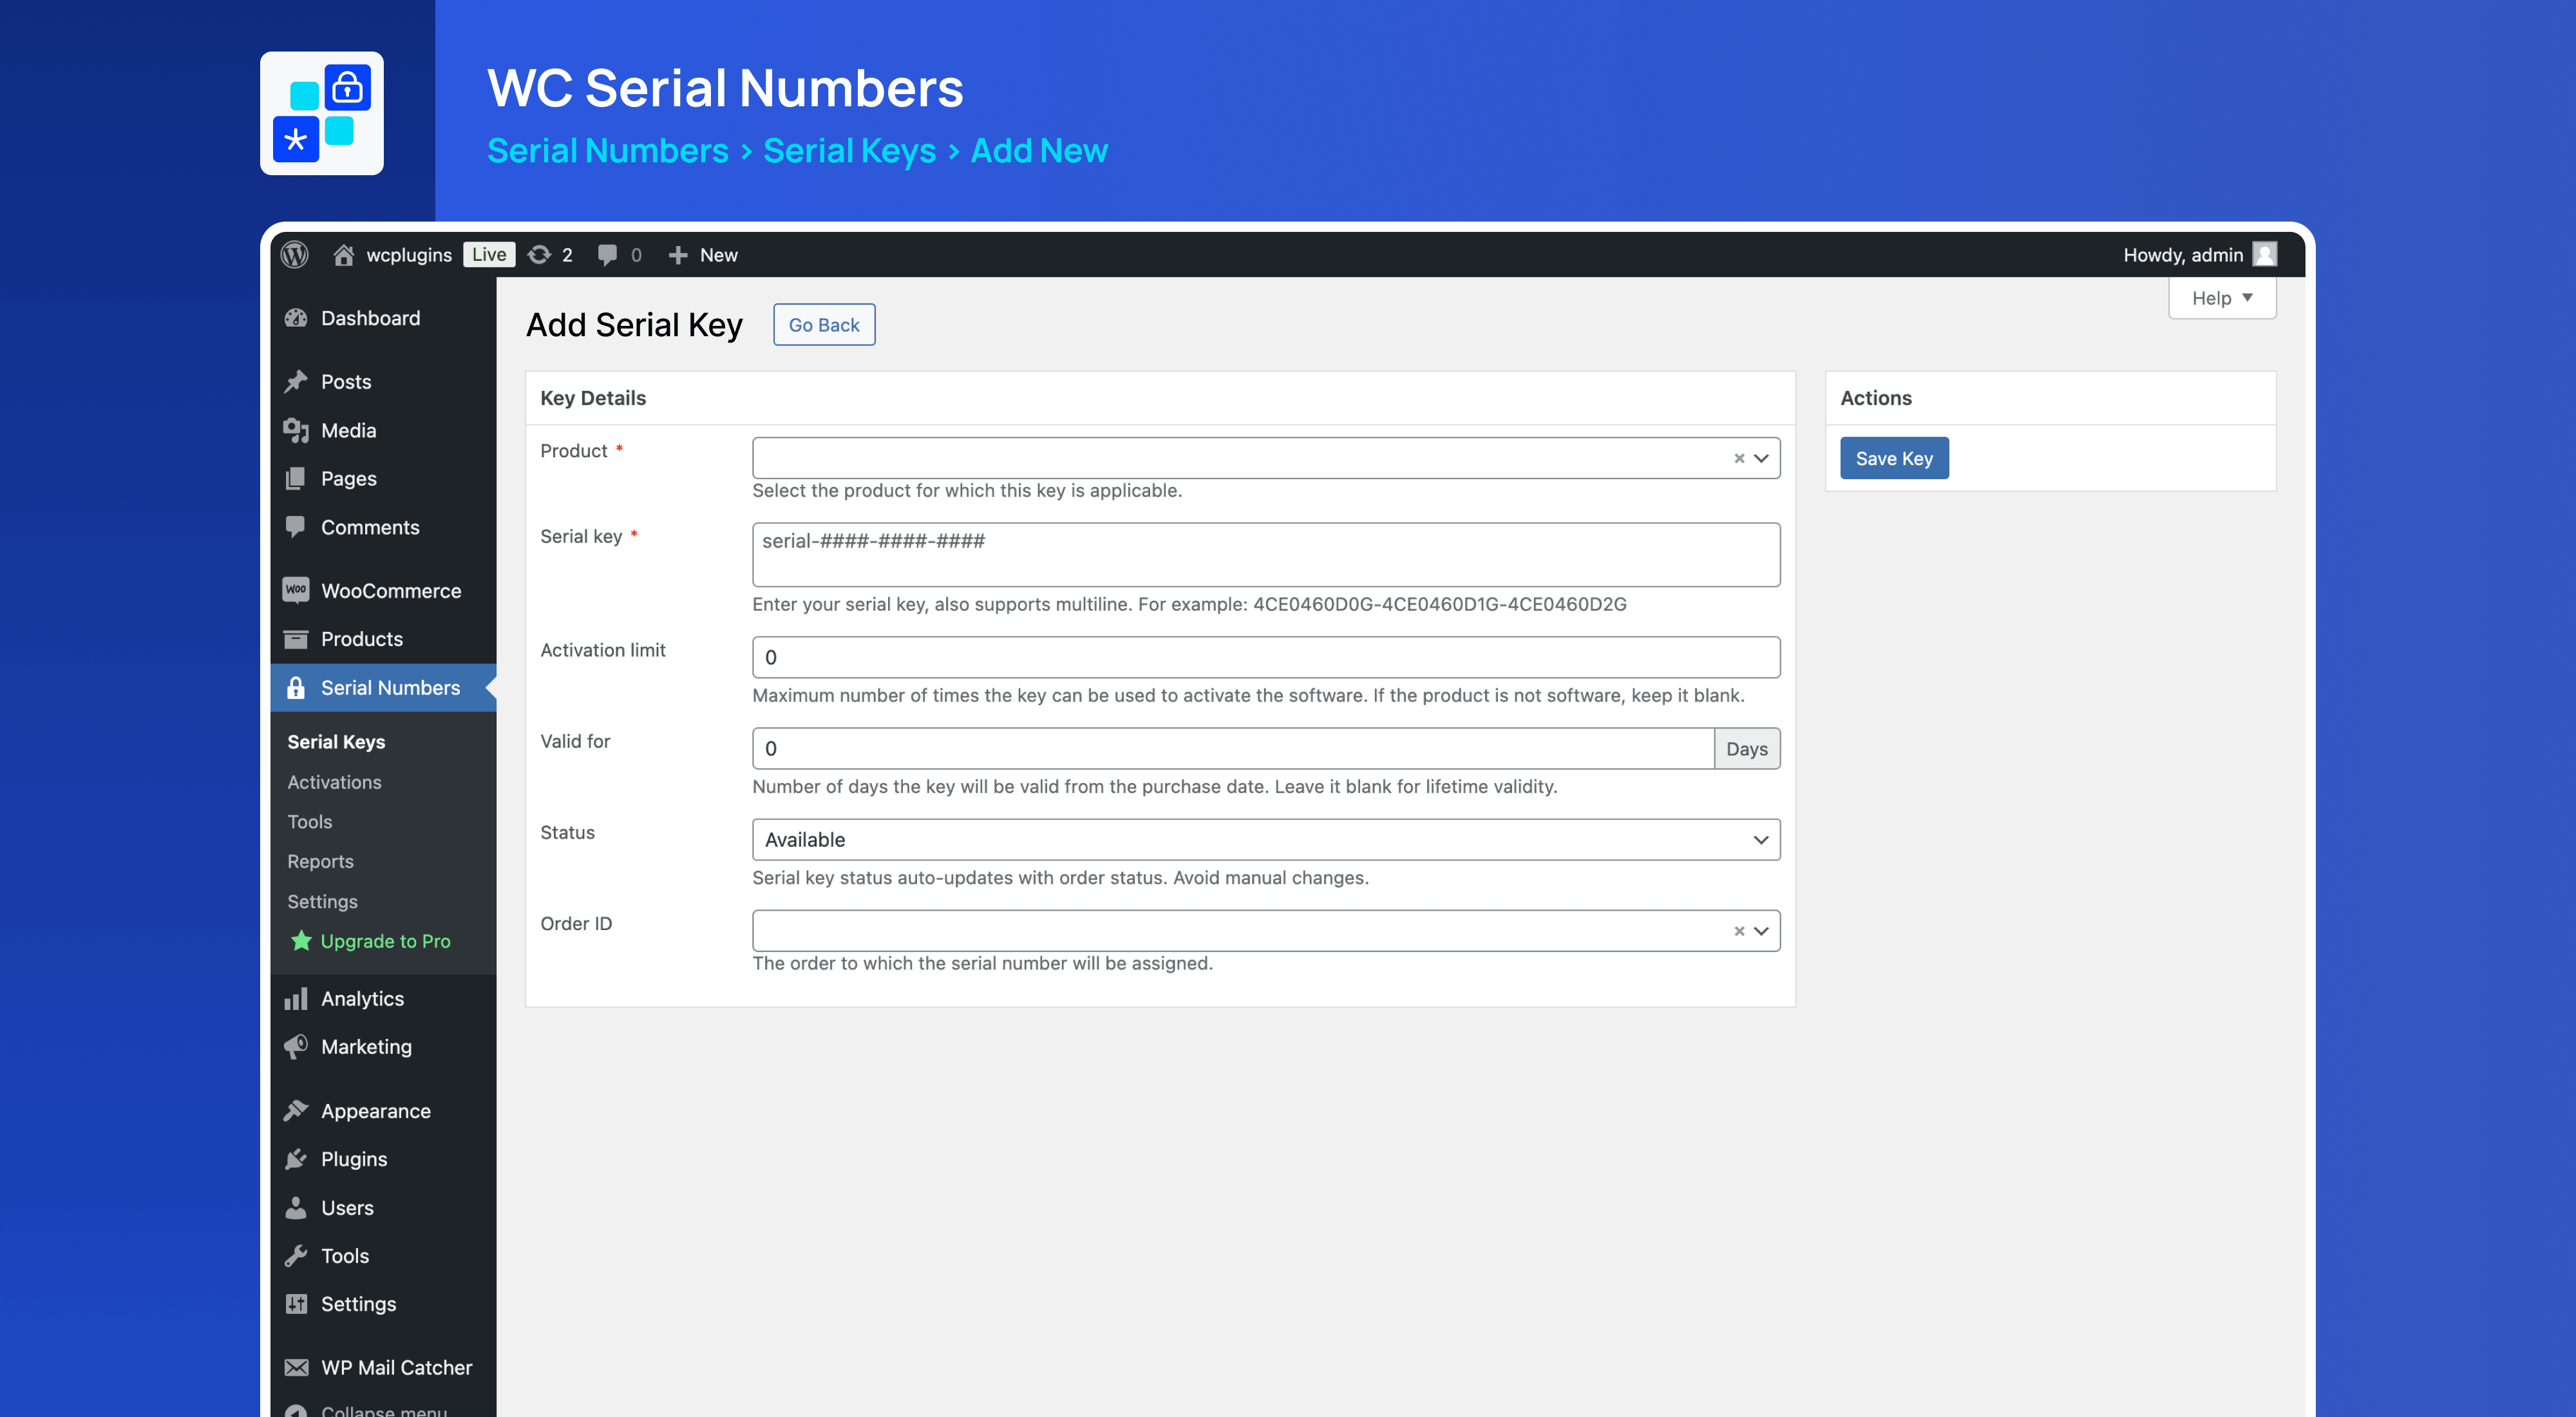 WC Serial Numbers
Serial Numbers > Serial Keys > Add New
wcplugins Live 2 0 New
Howdy, admin
Help
Dashboard
Posts
Media
Pages
Comments
WOO WooCommerce
Products
Serial Numbers
Serial Keys
Activations
Tools
Reports
Settings
Upgrade to Pro
Analytics
Marketing
Appearance
Plugins
Users
Tools
Settings
WP Mail Catcher
Collapse menu
Add Serial Key Go Back
Key Details
Product *
Select the product for which this key is applicable.
Serial key *
serial-####-####-####
Enter your serial key, also supports multiline. For example: 4CE0460D0G-4CE0460D1G-4CE0460D2G
Activation limit
0
Maximum number of times the key can be used to activate the software. If the product is not software, keep it blank.
Valid for
0 Days
Number of days the key will be valid from the purchase date. Leave it blank for lifetime validity.
Status
Available
Serial key status auto-updates with order status. Avoid manual changes.
Order ID
The order to which the serial number will be assigned.
Actions
Save Key